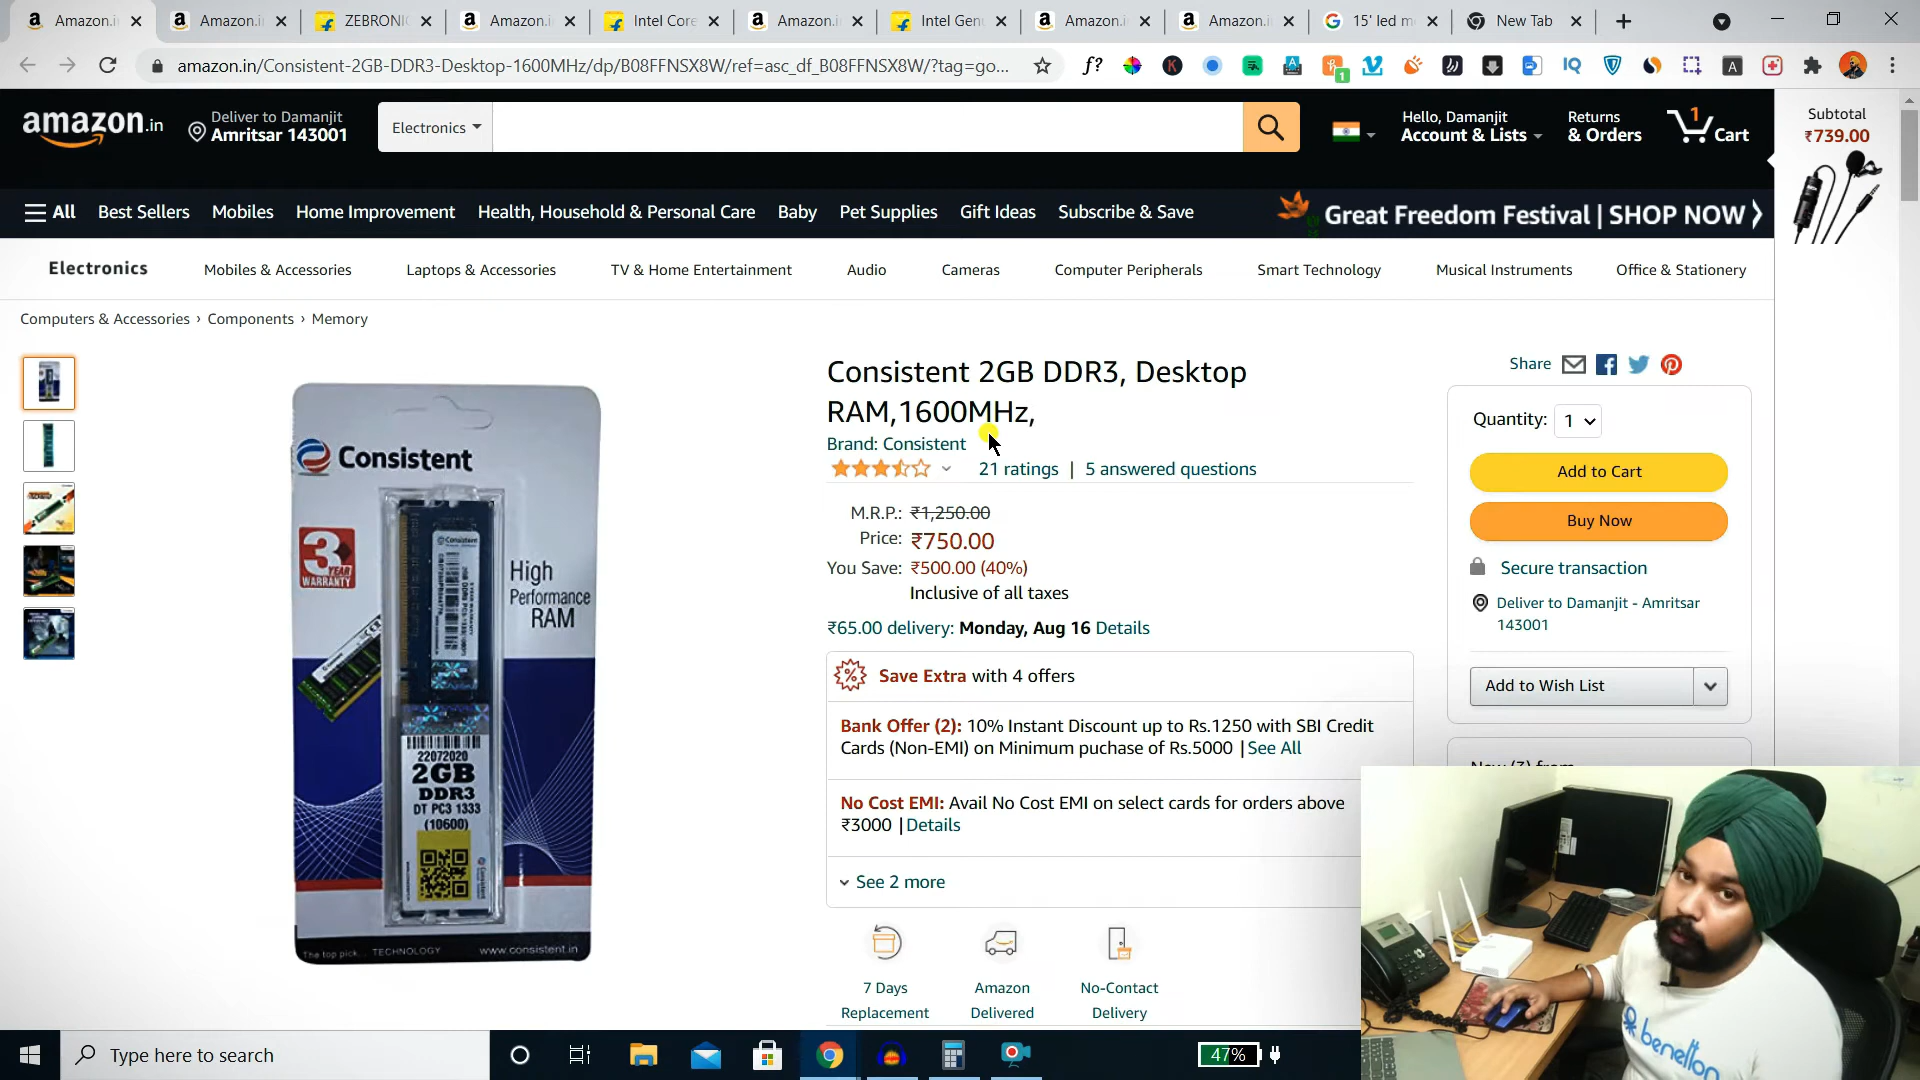 Amazon.i
Amazon.i
ZEBRONIC
Amazon.i
Intel Core
Amazon.i
Intel Gen
Amazon.i
Amazon.i
15' led m
New Tab
amazon.in/Consistent-2GB-DDR3-Desktop-1600MHz/dp/B08FFNSX8W/ref=asc_df_B08FFNSX8W/?tag=go...
amazon.in
Deliver to Damanjit
Amritsar 143001
Electronics
Hello, Damanjit
Account & Lists
Returns
& Orders
1
Cart
Subtotal
₹739.00
All
Best Sellers
Mobiles
Home Improvement
Health, Household & Personal Care
Baby
Pet Supplies
Gift Ideas
Subscribe & Save
Great Freedom Festival | SHOP NOW
Electronics
Mobiles & Accessories
Laptops & Accessories
TV & Home Entertainment
Audio
Cameras
Computer Peripherals
Smart Technology
Musical Instruments
Office & Stationery
Computers & Accessories › Components › Memory
Consistent
3
YEAR
WARRANTY
High
Performance
RAM
Consistent
22072020
2GB
DDR3
DT PC3 1333
(10600)
The top pick... TECHNOLOGY
www.consistent.in
Consistent 2GB DDR3, Desktop
RAM,1600MHz,
Brand: Consistent
21 ratings | 5 answered questions
M.R.P.: ₹1,250.00
Price: ₹750.00
You Save: ₹500.00 (40%)
Inclusive of all taxes
₹65.00 delivery: Monday, Aug 16 Details
Save Extra with 4 offers
Bank Offer (2): 10% Instant Discount up to Rs.1250 with SBI Credit
Cards (Non-EMI) on Minimum puchase of Rs.5000 | See All
No Cost EMI: Avail No Cost EMI on select cards for orders above
₹3000 | Details
See 2 more
7 Days
Replacement
Amazon
Delivered
No-Contact
Delivery
Share
Quantity: 1
Add to Cart
Buy Now
Secure transaction
Deliver to Damanjit - Amritsar
143001
Add to Wish List
New (3) from
benetton
Type here to search
47%